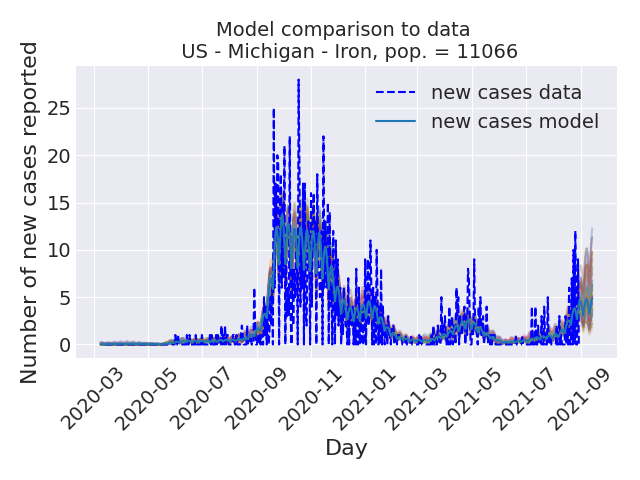 Model comparison to data
US - Michigan - Iron, pop. = 11066
Number of new cases reported
25
20
15
10
5
0
new cases data
new cases model
2020-03
2020-05
2020-07
2020-09
2020-11
2021-01
2021-03
2021-05
2021-07
2021-09
Day